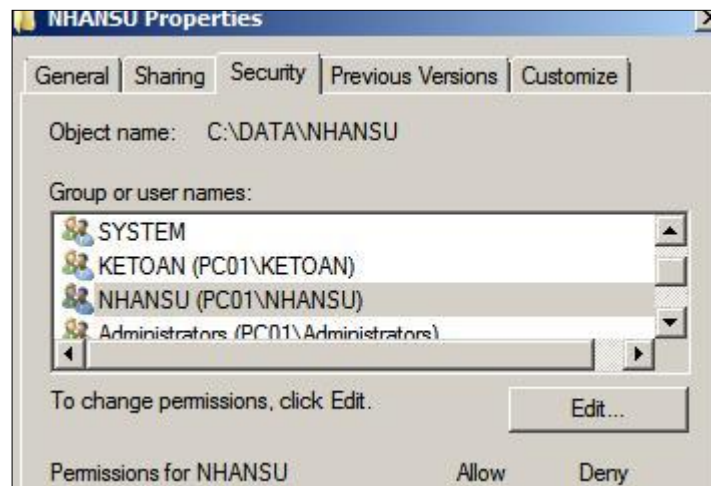 NHANSU Properties
General Sharing Security Previous Versions Customize
Object name: C:\DATA\NHANSU
Group or user names:
SYSTEM
KETOAN (PC01\KETOAN)
NHANSU (PC01\NHANSU)
Administrators (PC01\Administrators)
To change permissions, click Edit.
Edit...
Permissions for NHANSU Allow Deny